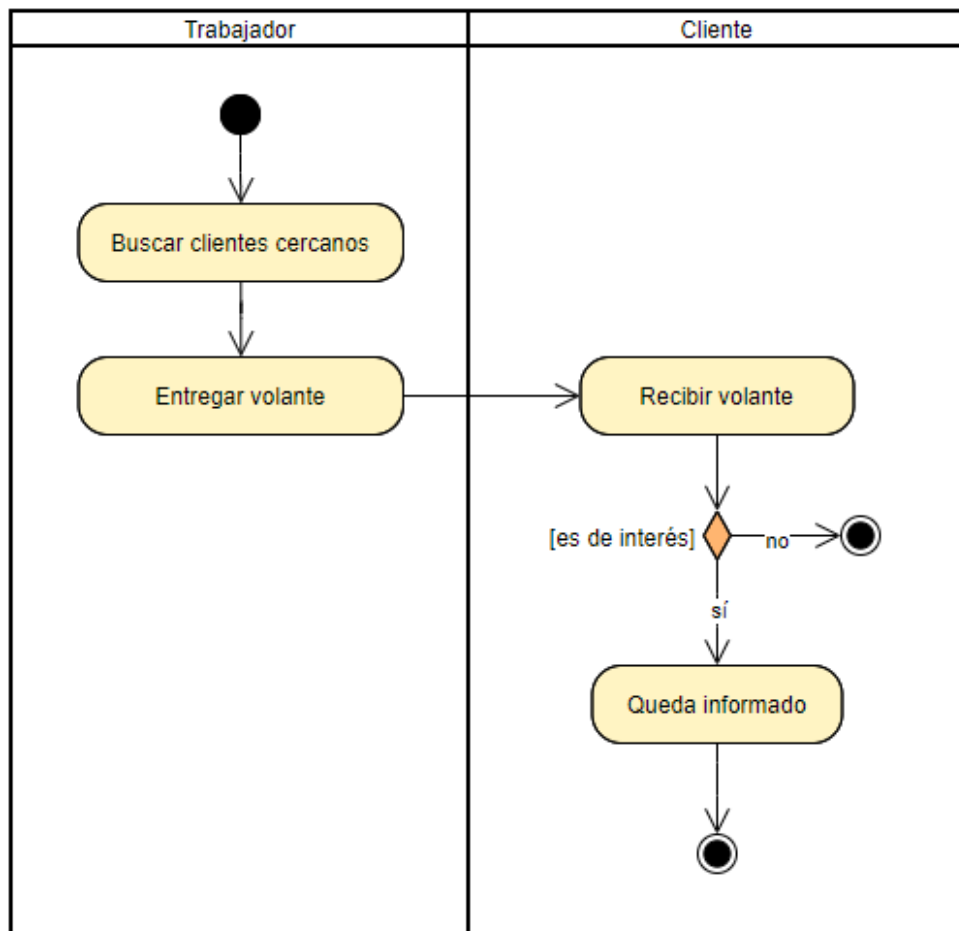 Trabajador
Cliente
Buscar clientes cercanos
Entregar volante
Recibir volante
[es de interés]
no
sí
Queda informado